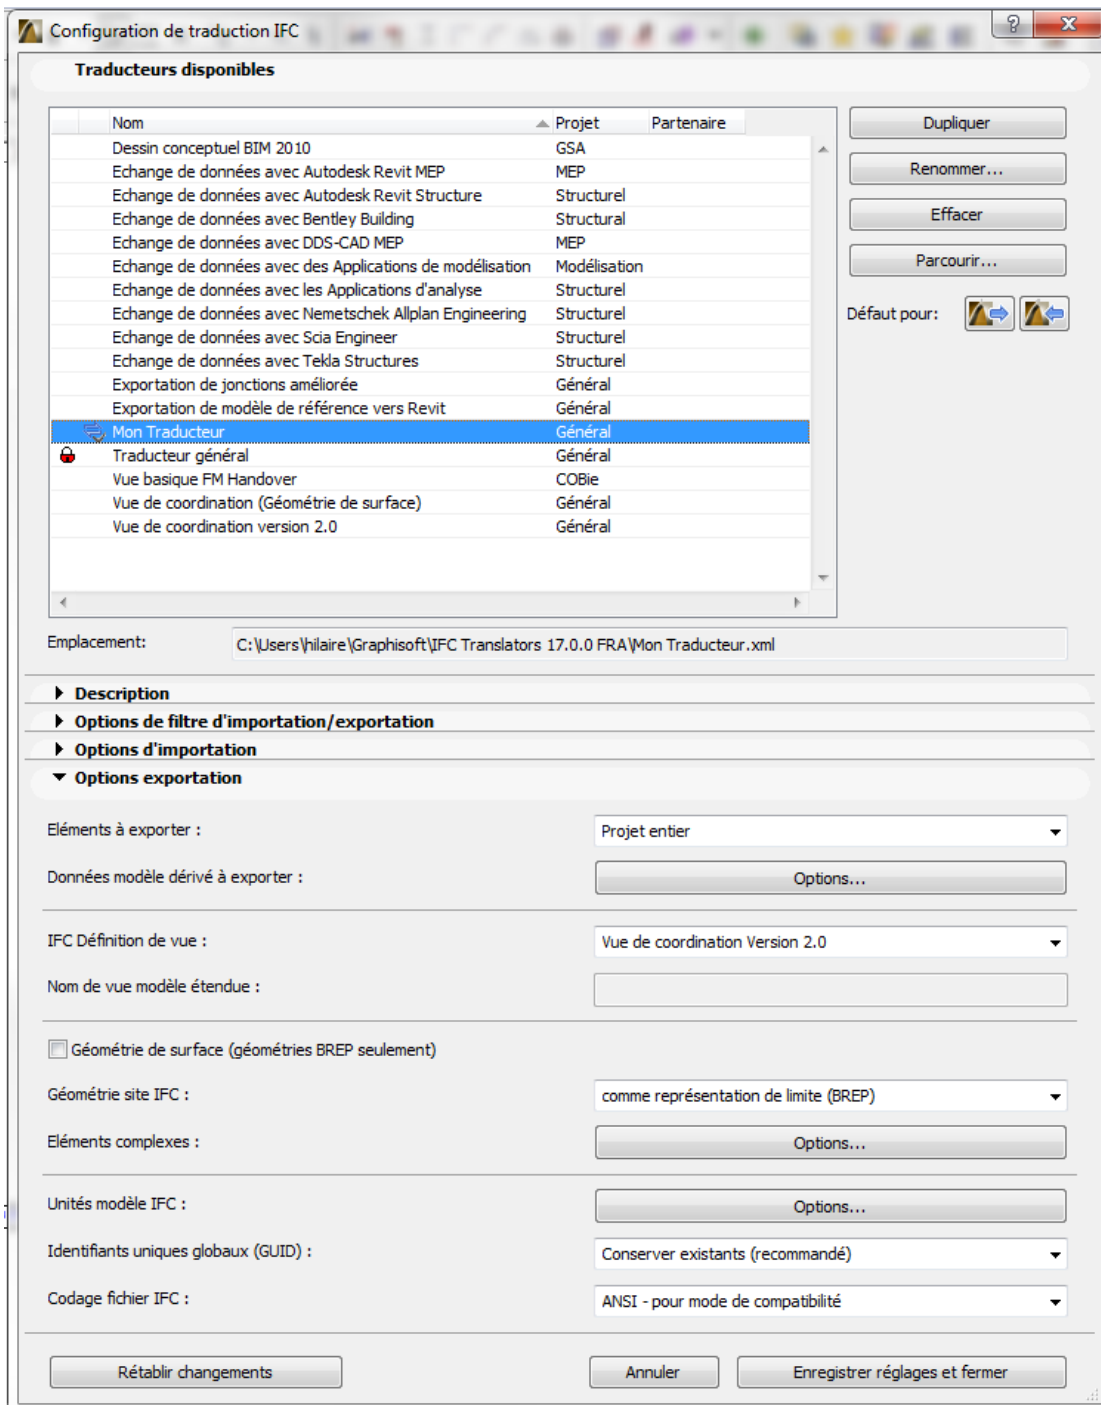 Configuration de traduction IFC
Traducteurs disponibles
Nom Projet Partenaire
Dessin conceptuel BIM 2010 GSA
Echange de données avec Autodesk Revit MEP MEP
Echange de données avec Autodesk Revit Structure Structurel
Echange de données avec Bentley Building Structural
Echange de données avec DDS-CAD MEP MEP
Echange de données avec des Applications de modélisation Modélisation
Echange de données avec les Applications d'analyse Structurel
Echange de données avec Nemetschek Allplan Engineering Structurel
Echange de données avec Scia Engineer Structurel
Echange de données avec Tekla Structures Structurel
Exportation de jonctions améliorée Général
Exportation de modèle de référence vers Revit Général
Mon Traducteur Général
Traducteur général Général
Vue basique FM Handover COBie
Vue de coordination (Géométrie de surface) Général
Vue de coordination version 2.0 Général
Dupliquer
Renommer...
Effacer
Parcourir...
Défaut pour:
Emplacement: C:\Users\hilaire\Graphisoft\IFC Translators 17.0.0 FRA\Mon Traducteur.xml
Description
Options de filtre d'importation/exportation
Options d'importation
Options exportation
Eléments à exporter : Projet entier
Données modèle dérivé à exporter : Options...
IFC Définition de vue : Vue de coordination Version 2.0
Nom de vue modèle étendue :
Géométrie de surface (géométries BREP seulement)
Géométrie site IFC : comme représentation de limite (BREP)
Eléments complexes : Options...
Unités modèle IFC : Options...
Identifiants uniques globaux (GUID) : Conserver existants (recommandé)
Codage fichier IFC : ANSI - pour mode de compatibilité
Rétablir changements Annuler Enregistrer réglages et fermer